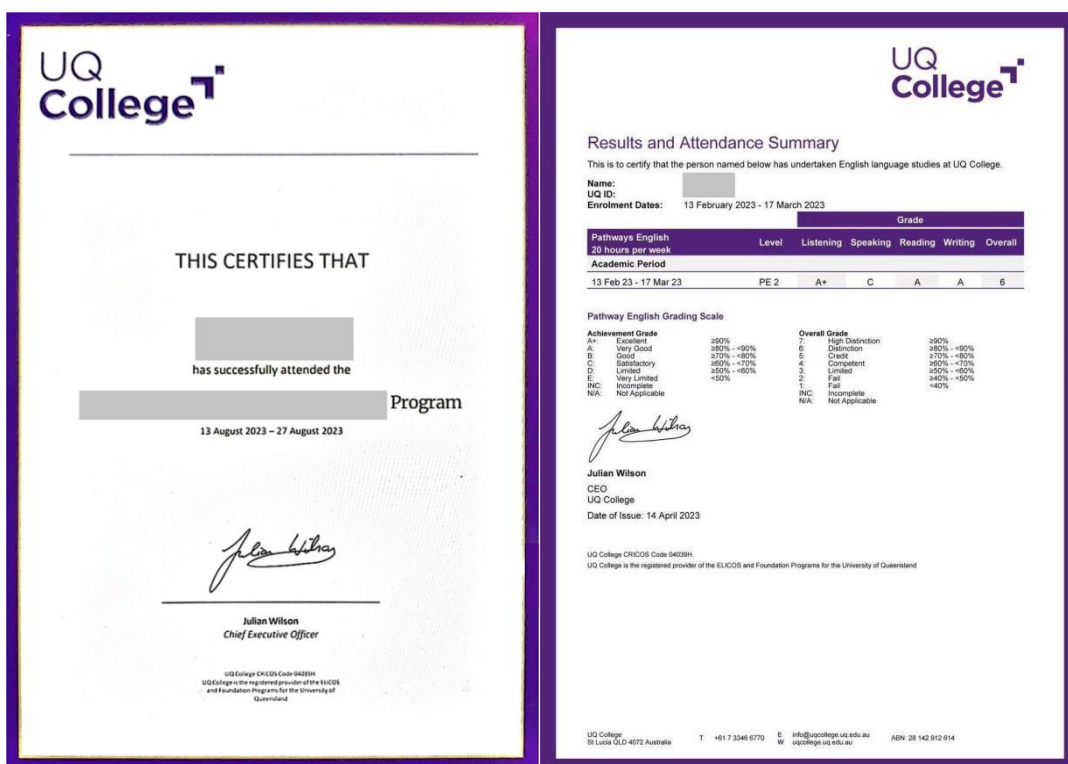 UQ
College
THIS CERTIFIES THAT
has successfully attended the
Program
13 August 2023 – 27 August 2023
Julian Wilson
Chief Executive Officer
UQ College CRICOS Code 04039H.
UQ College is the registered provider of the ELICOS
and Foundation Programs for the University of
Queensland
UQ
College
Results and Attendance Summary
This is to certify that the person named below has undertaken English language studies at UQ College.
Name:
UQ ID:
Enrolment Dates: 13 February 2023 - 17 March 2023
Grade
Pathways English
20 hours per week Level Listening Speaking Reading Writing Overall
Academic Period
13 Feb 23 - 17 Mar 23 PE 2 A+ C A A 6
Pathway English Grading Scale
Achievement Grade Overall Grade
A+: Excellent ≥90% 7: High Distinction ≥90%
A: Very Good ≥80% - <90% 6: Distinction ≥80% - <90%
B: Good ≥70% - <80% 5: Credit ≥70% - <80%
C: Satisfactory ≥60% - <70% 4: Competent ≥60% - <70%
D: Limited ≥50% - <60% 3: Limited ≥50% - <60%
E: Very Limited <50% 2: Fail ≥40% - <50%
INC: Incomplete 1: Fail <40%
N/A: Not Applicable INC: Incomplete
N/A: Not Applicable
Julian Wilson
CEO
UQ College
Date of Issue: 14 April 2023
UQ College CRICOS Code 04039H.
UQ College is the registered provider of the ELICOS and Foundation Programs for the University of Queensland
UQ College T +61 7 3346 6770 E info@uqcollege.uq.edu.au ABN: 28 142 912 614
St Lucia QLD 4072 Australia W uqcollege.uq.edu.au